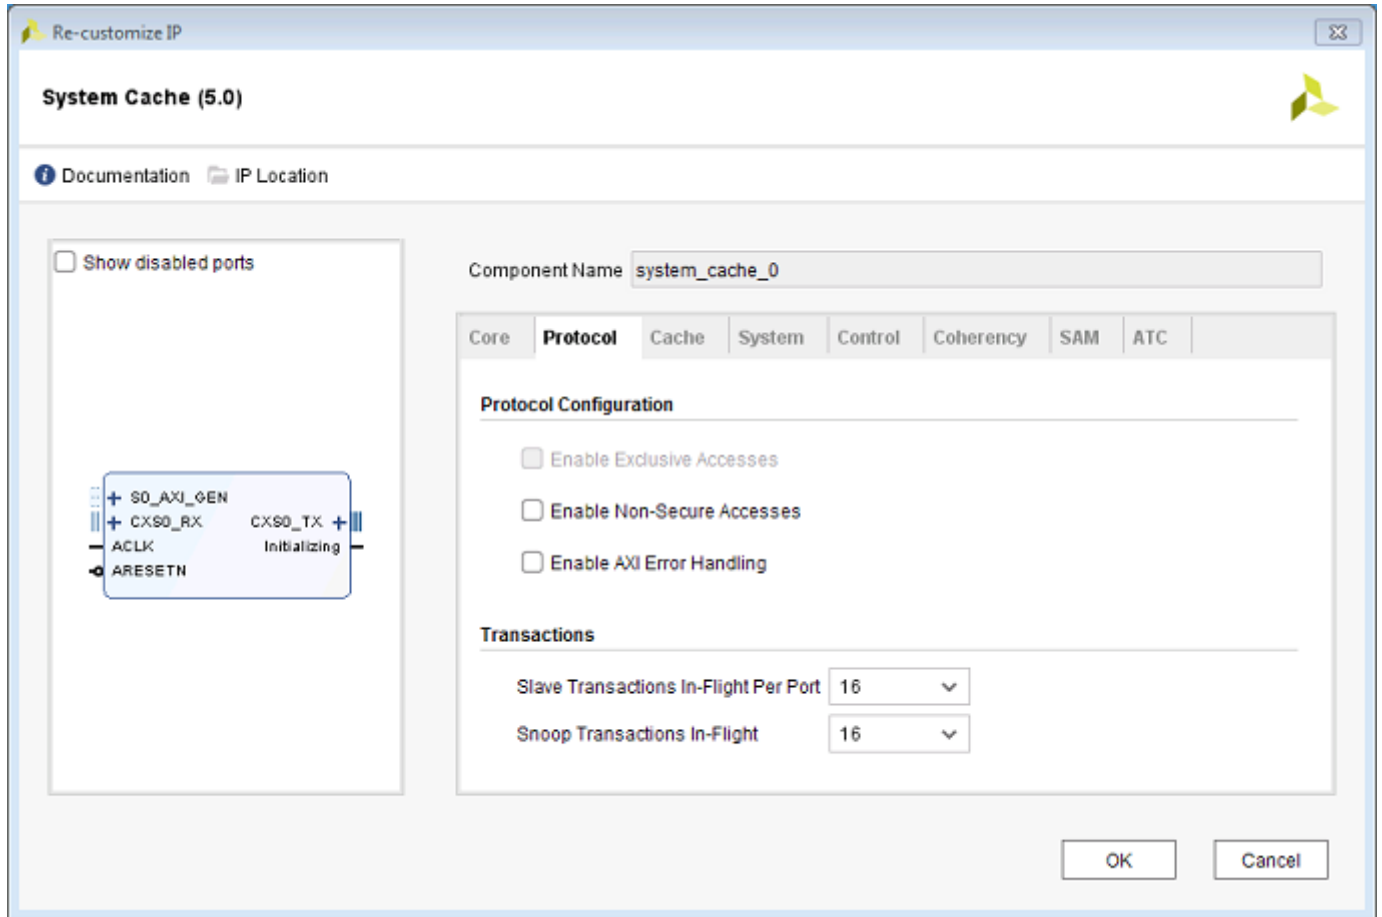 Re-customize IP
System Cache (5.0)
Documentation IP Location
Show disabled ports
S0_AXI_GEN
CXS0_RX CXS0_TX
ACLK Initializing
ARESETN
Component Name system_cache_0
Core Protocol Cache System Control Coherency SAM ATC
Protocol Configuration
Enable Exclusive Accesses
Enable Non-Secure Accesses
Enable AXI Error Handling
Transactions
Slave Transactions In-Flight Per Port 16
Snoop Transactions In-Flight 16
OK Cancel